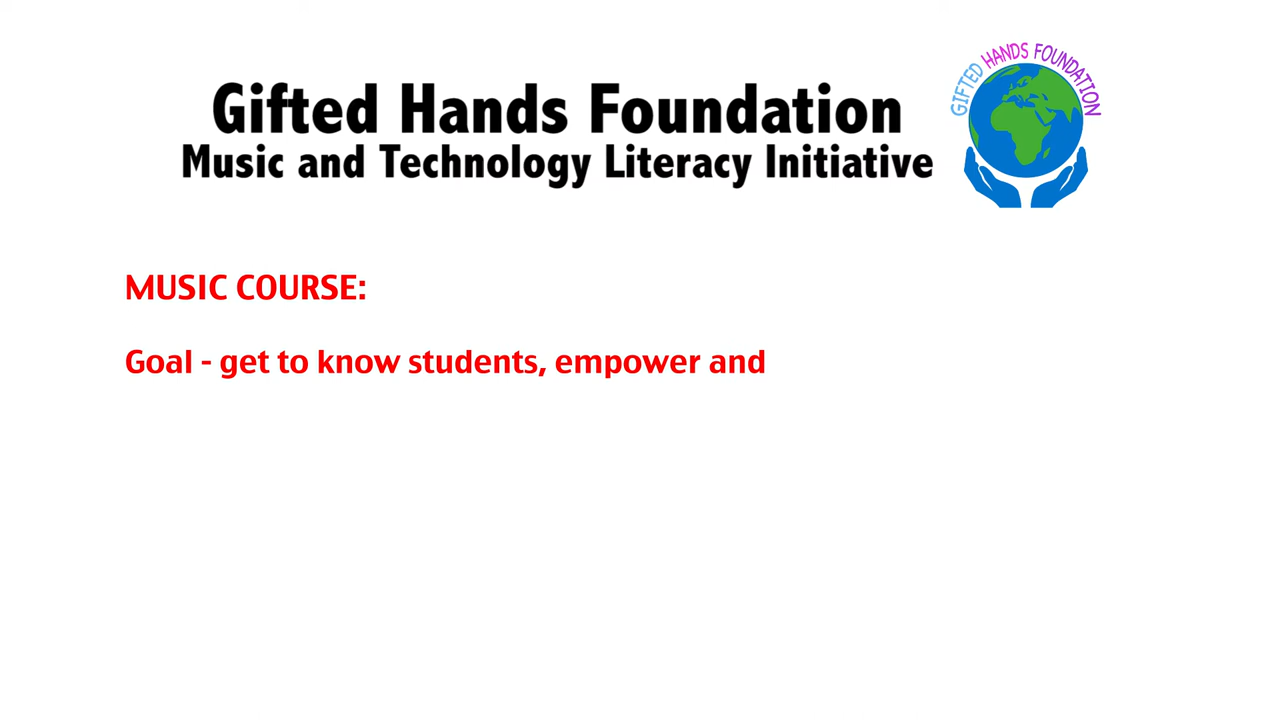 Gifted Hands Foundation
Music and Technology Literacy Initiative
GIFTED HANDS FOUNDATION
MUSIC COURSE:
Goal - get to know students, empower and